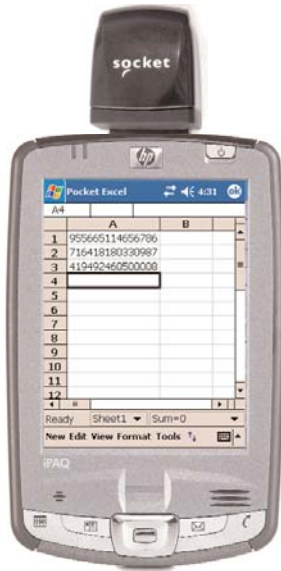 socket
hp
Pocket Excel 4:31 ok
A4
A B
1 955665114656786
2 716418180330987
3 419492460500008
4
5
6
7
8
9
10
11
12
Ready Sheet1 Sum=0
New Edit View Format Tools
iPAQ